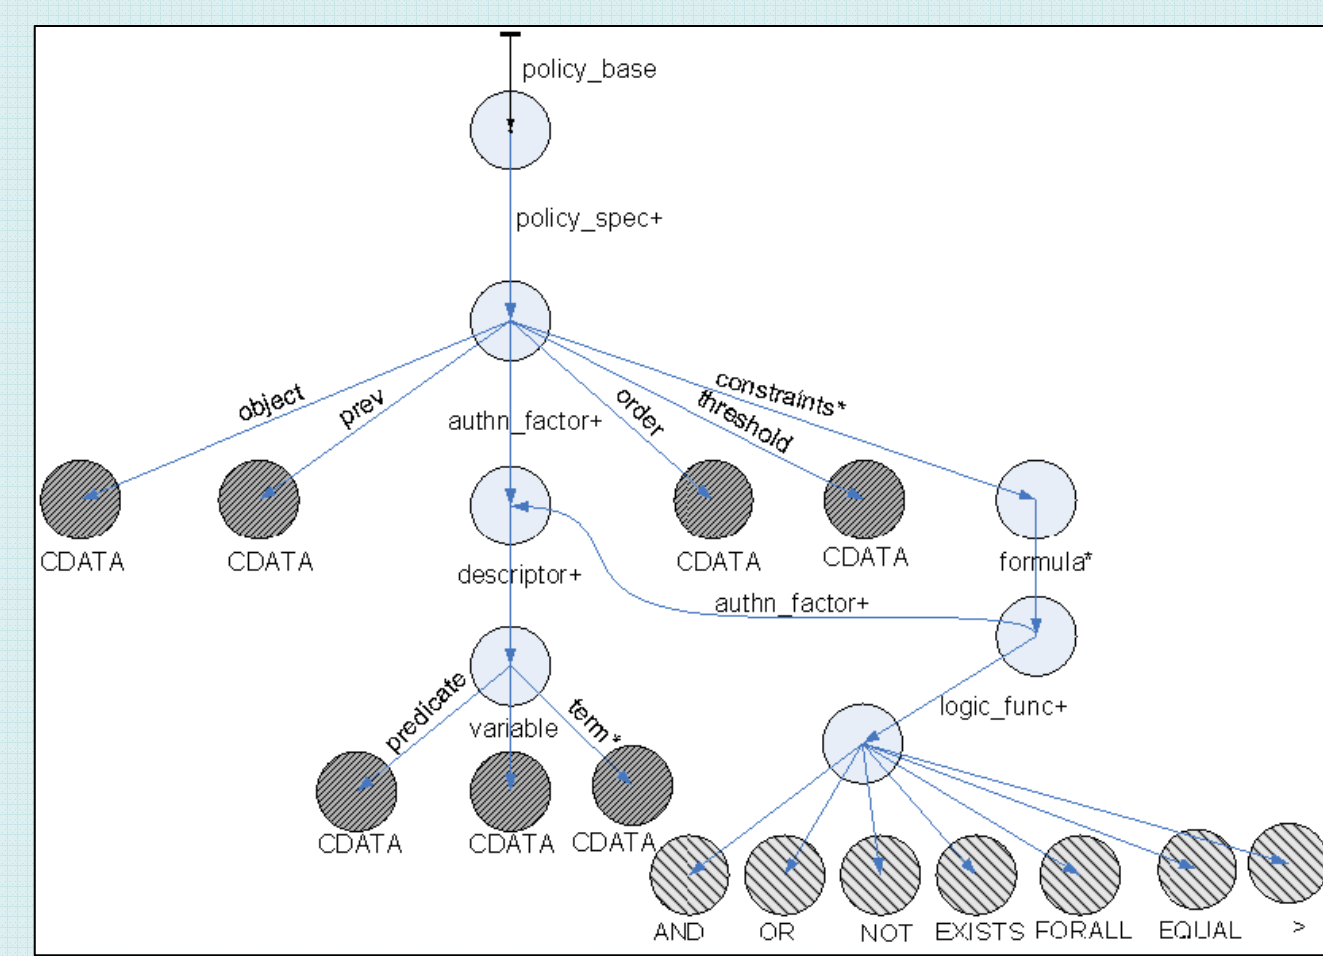 policy_base
policy_spec+
object
prev
authn_factor+
order
threshold
constraints*
CDATA
CDATA
CDATA
CDATA
formula*
descriptor+
authn_factor+
predicate
variable
term*
logic_func+
CDATA
CDATA
CDATA
AND
OR
NOT
EXISTS
FORALL
EQUAL
>